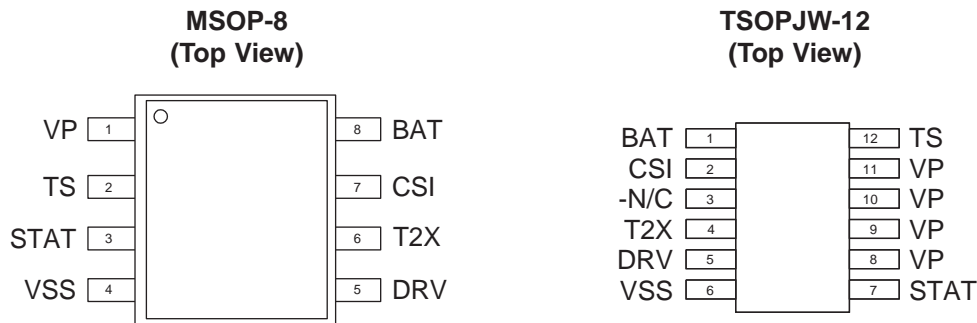 MSOP-8
(Top View)
VP 1 8 BAT
TS 2 7 CSI
STAT 3 6 T2X
VSS 4 5 DRV
TSOPJW-12
(Top View)
BAT 1 12 TS
CSI 2 11 VP
-N/C 3 10 VP
T2X 4 9 VP
DRV 5 8 VP
VSS 6 7 STAT